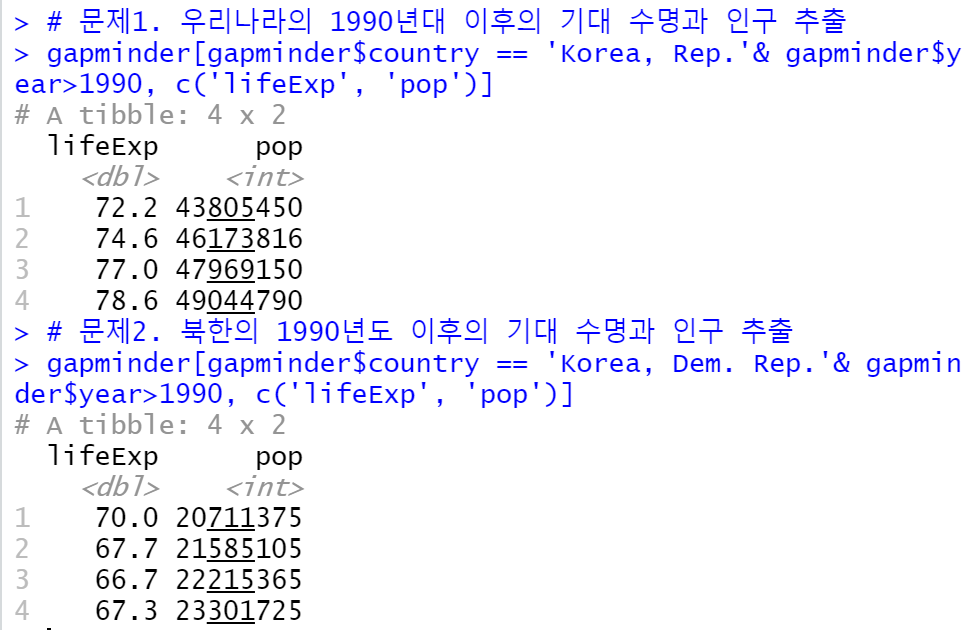 > # 문제1. 우리나라의 1990년대 이후의 기대 수명과 인구 추출
> gapminder[gapminder$country == 'Korea, Rep.'& gapminder$y
ear>1990, c('lifeExp', 'pop')]
# A tibble: 4 x 2
lifeExp pop
<dbl> <int>
1 72.2 43805450
2 74.6 46173816
3 77.0 47969150
4 78.6 49044790
> # 문제2. 북한의 1990년도 이후의 기대 수명과 인구 추출
> gapminder[gapminder$country == 'Korea, Dem. Rep.'& gapmin
der$year>1990, c('lifeExp', 'pop')]
# A tibble: 4 x 2
lifeExp pop
<dbl> <int>
1 70.0 20711375
2 67.7 21585105
3 66.7 22215365
4 67.3 23301725